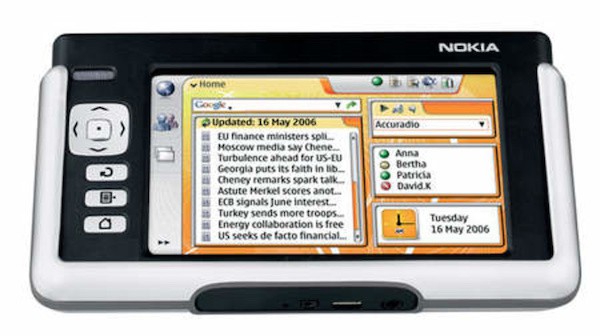 NOKIA
Home
Google
Updated: 16 May 2006
EU finance ministers spli...
Moscow media say Chene...
Turbulence ahead for US-EU
Georgia puts its faith in lib...
Cheney remarks spark talk...
Astute Merkel scores anot...
ECB signals June interest...
Turkey sends more troops...
Energy collaboration is free
US seeks de facto financial...
Accuradio
Anna
Bertha
Patricia
David.K
Tuesday
16 May 2006